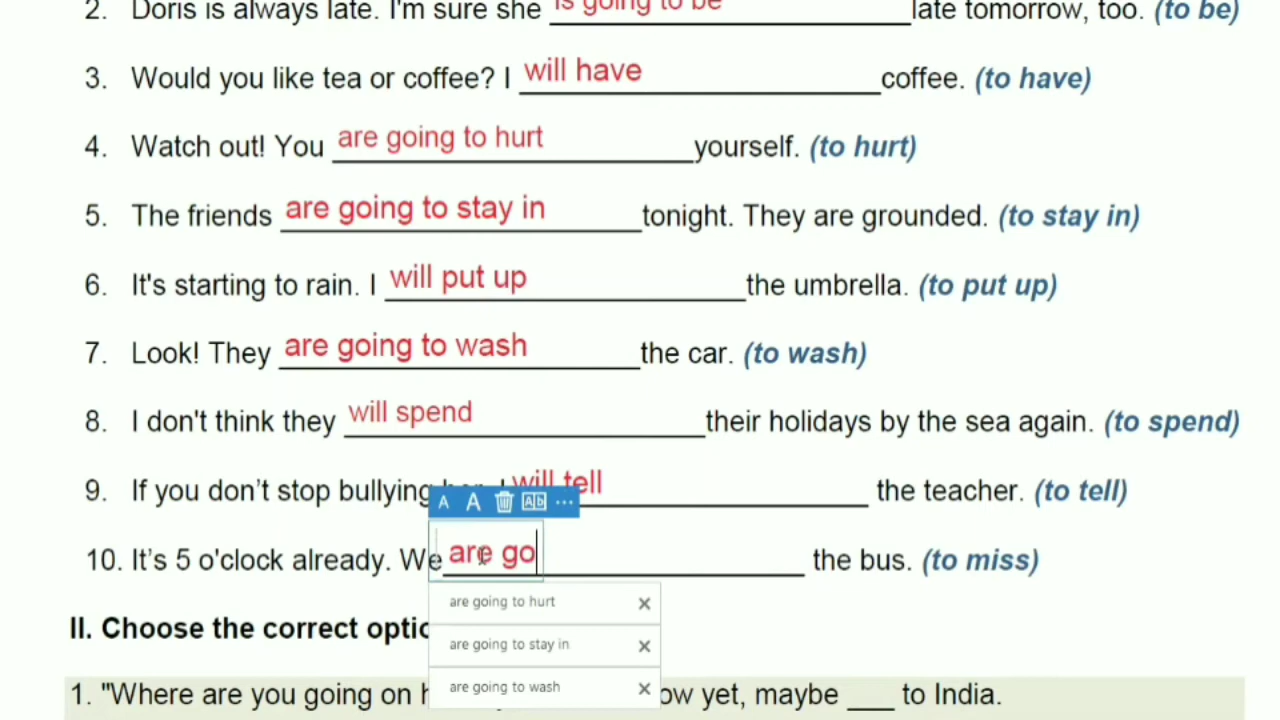 2. Doris is always late. I'm sure she is going to be late tomorrow, too. (to be)
3. Would you like tea or coffee? I will have coffee. (to have)
4. Watch out! You are going to hurt yourself. (to hurt)
5. The friends are going to stay in tonight. They are grounded. (to stay in)
6. It's starting to rain. I will put up the umbrella. (to put up)
7. Look! They are going to wash the car. (to wash)
8. I don't think they will spend their holidays by the sea again. (to spend)
9. If you don’t stop bullying I will tell the teacher. (to tell)
A A Ab ...
10. It’s 5 o'clock already. We are go the bus. (to miss)
are going to hurt ×
are going to stay in ×
II. Choose the correct optio
are going to wash ×
1. "Where are you going on h ow yet, maybe ___ to India.